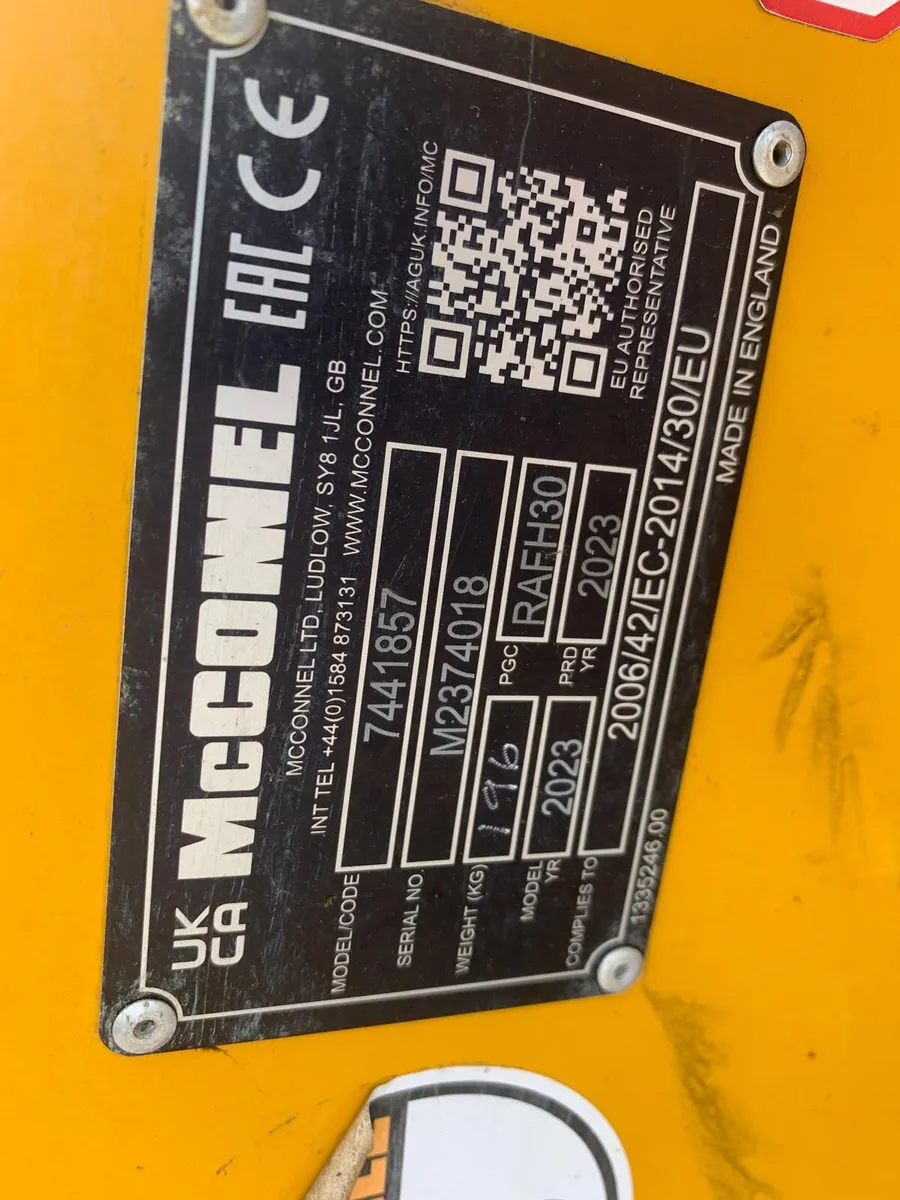 UK
CA
McCONNEL EAC CE
MCCONNEL LTD, LUDLOW, SY8 1JL, GB
INT TEL +44(0)1584 873131 WWW.MCCONNEL.COM
HTTPS://AGUK.INFO/MC
MODEL/CODE 7441857
SERIAL NO. M2374018
WEIGHT (KG) 196 PGC RAFH30
MODEL YR 2023 PRD YR 2023
EU AUTHORISED
REPRESENTATIVE
COMPLIES TO 2006/42/EC-2014/30/EU
1335246.00 MADE IN ENGLAND